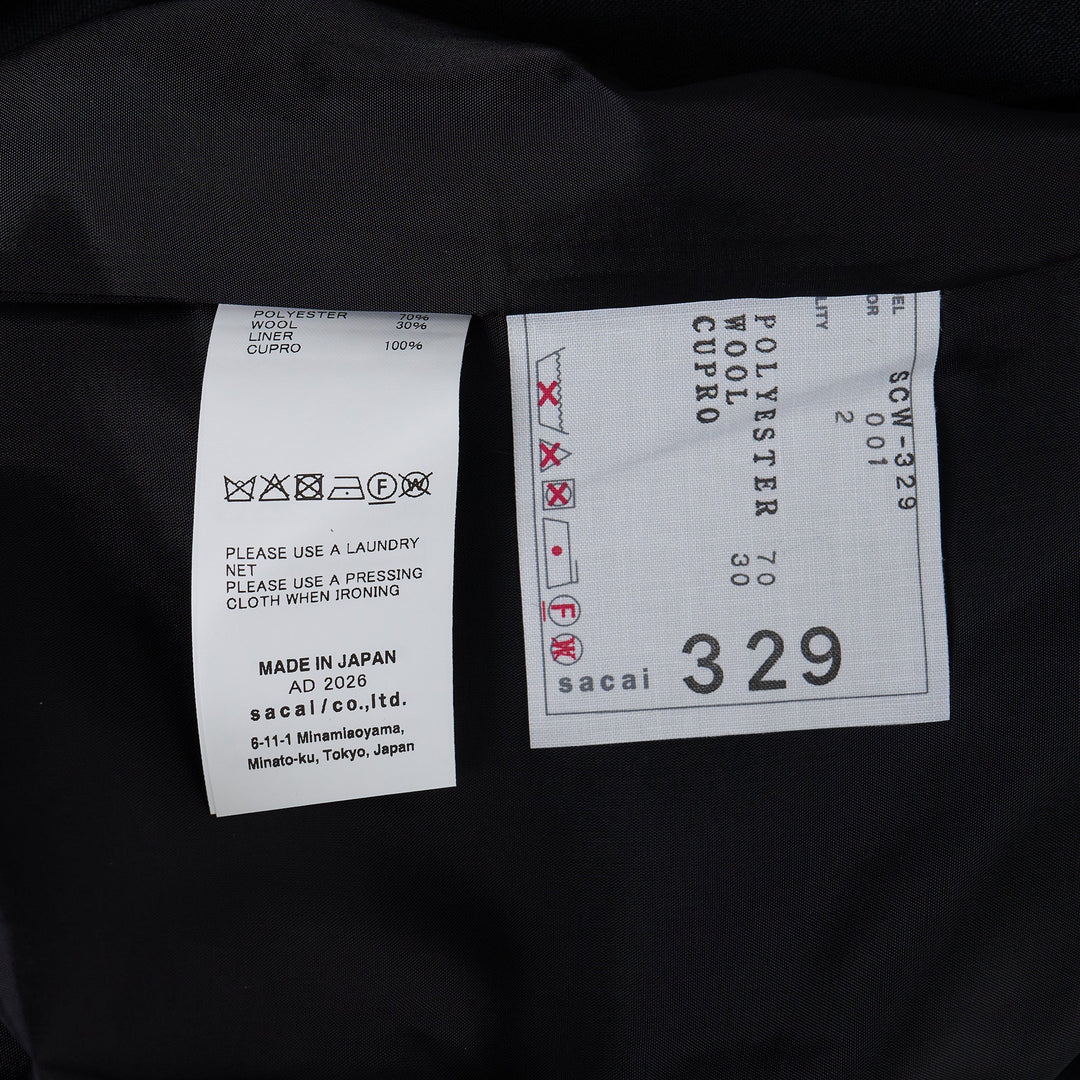 POLYESTER 70%
WOOL 30%
LINER
CUPRO 100%
PLEASE USE A LAUNDRY
NET
PLEASE USE A PRESSING
CLOTH WHEN IRONING
MADE IN JAPAN
AD 2026
sacai/co.,ltd.
6-11-1 Minamiaoyama,
Minato-ku, Tokyo, Japan
SCW-329
001
2
POLYESTER 70
WOOL 30
CUPRO
sacai 329
F
W
F
W